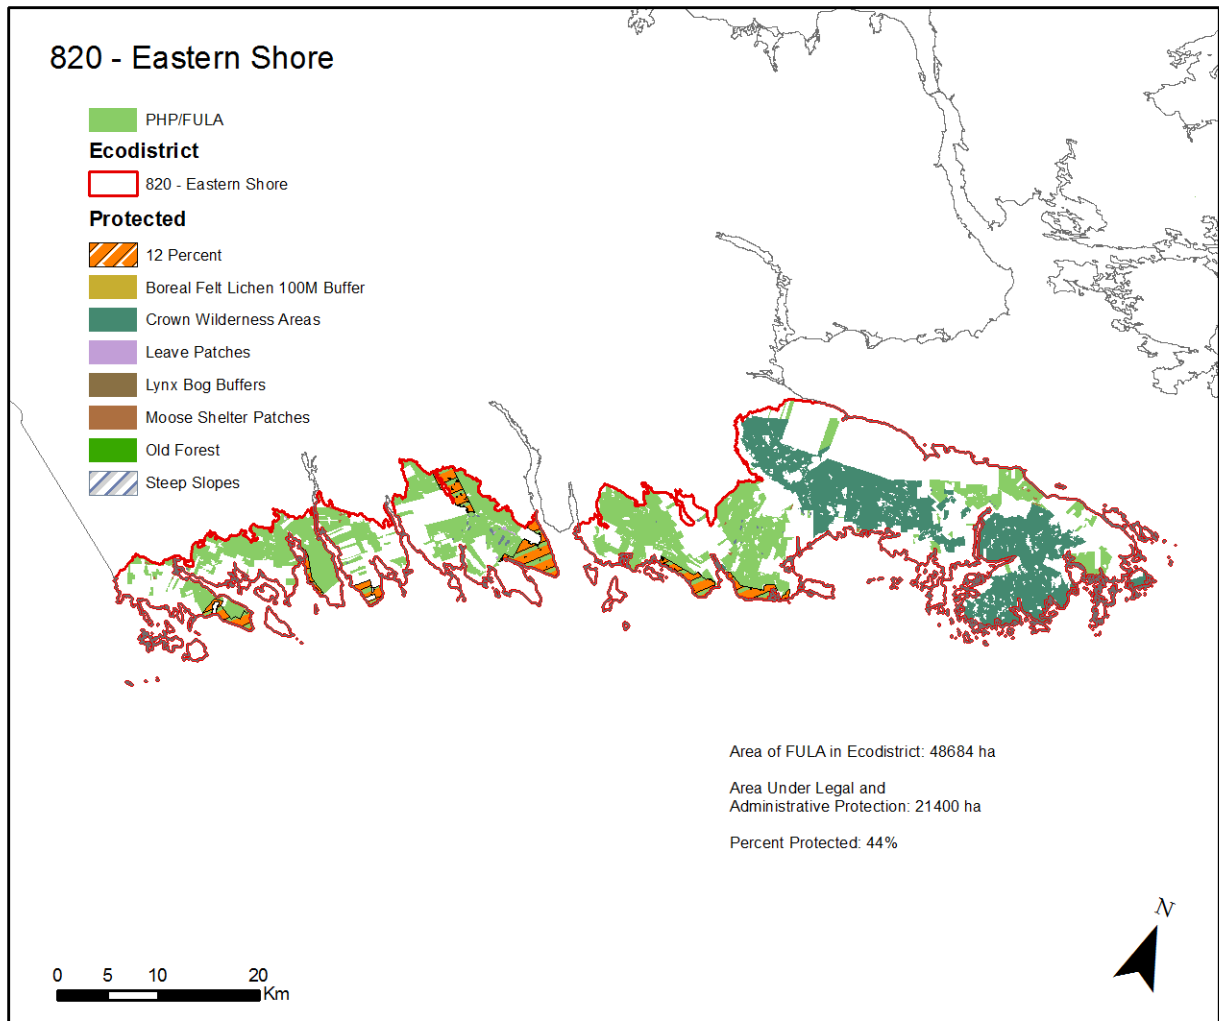 820 - Eastern Shore
PHP/FULA
Ecodistrict
820 - Eastern Shore
Protected
12 Percent
Boreal Felt Lichen 100M Buffer
Crown Wilderness Areas
Leave Patches
Lynx Bog Buffers
Moose Shelter Patches
Old Forest
Steep Slopes
Area of FULA in Ecodistrict: 48684 ha
Area Under Legal and
Administrative Protection: 21400 ha
Percent Protected: 44%
N
0 5 10 20
Km